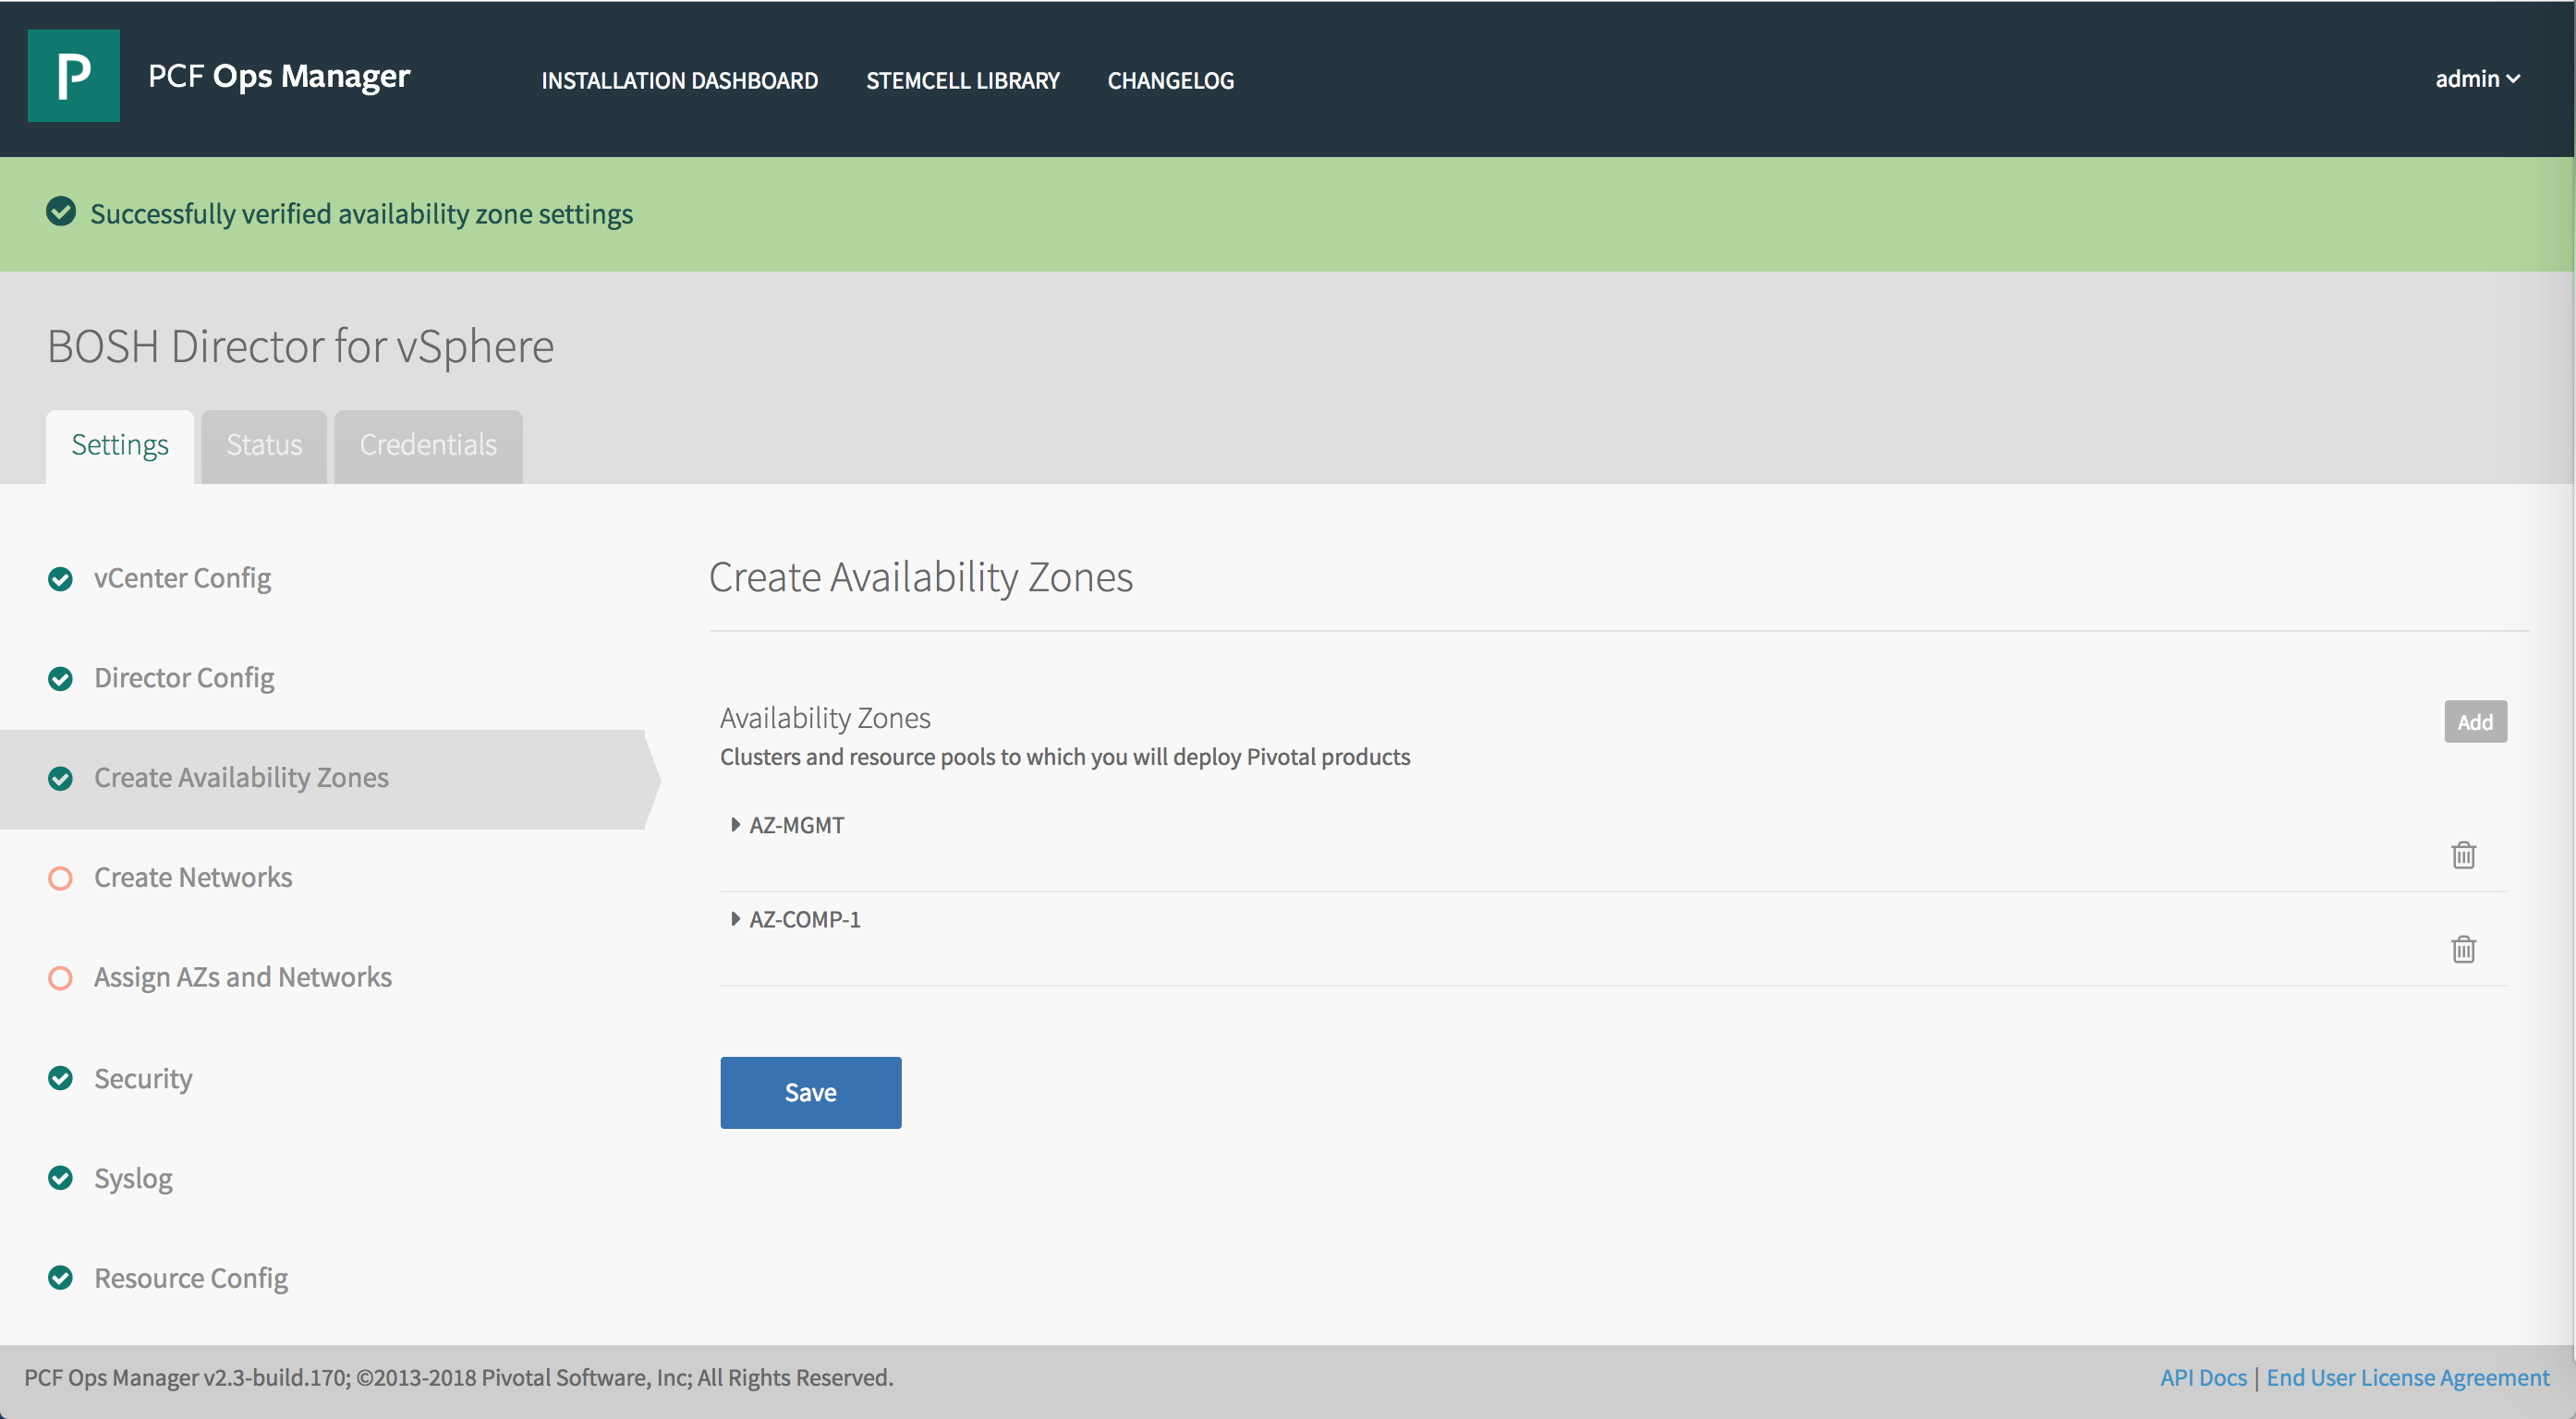 P
PCF Ops Manager
INSTALLATION DASHBOARD
STEMCELL LIBRARY
CHANGELOG
admin
Successfully verified availability zone settings
BOSH Director for vSphere
Settings
Status
Credentials
vCenter Config
Director Config
Create Availability Zones
Create Networks
Assign AZs and Networks
Security
Syslog
Resource Config
Create Availability Zones
Availability Zones
Add
Clusters and resource pools to which you will deploy Pivotal products
AZ-MGMT
AZ-COMP-1
Save
PCF Ops Manager v2.3-build.170; ©2013-2018 Pivotal Software, Inc; All Rights Reserved.
API Docs | End User License Agreement